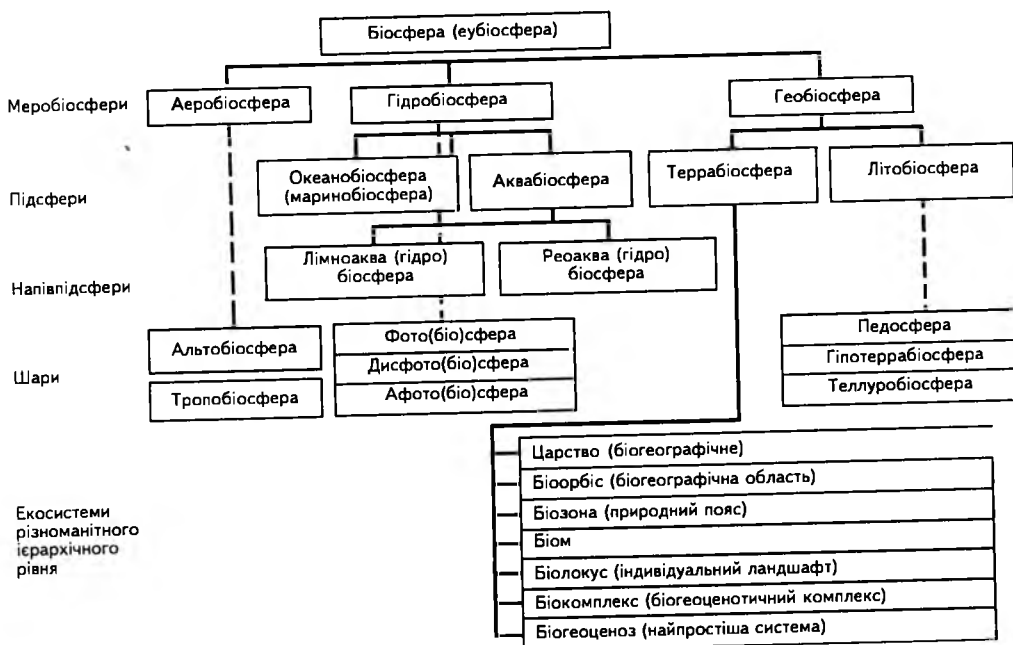 Біосфера (еубіосфера)
Меробіосфери
Аеробіосфера
Гідробіосфера
Геобіосфера
Підсфери
Океанобіосфера
(маринобіосфера)
Аквабіосфера
Террабіосфера
Літобіосфера
Напівпідсфери
Лімноаква (гідро)
біосфера
Реоаква (гідро)
біосфера
Шари
Альтобіосфера
Тропобіосфера
Фото(біо)сфера
Дисфото(біо)сфера
Афото(біо)сфера
Педосфера
Гіпотеррабіосфера
Теллуробіосфера
Екосистеми
різноманітного
ієрархічного
рівня
Царство (біогеографічне)
Біоорбіс (біогеографічна область)
Біозона (природний пояс)
Біом
Біолокус (індивідуальний ландшафт)
Біокомплекс (біогеоценотичний комплекс)
Біогеоценоз (найпростіша система)